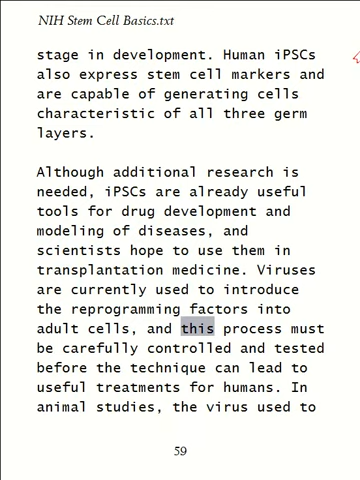 NIH Stem Cell Basics.txt
stage in development. Human iPSCs
also express stem cell markers and
are capable of generating cells
characteristic of all three germ
layers.
Although additional research is
needed, iPSCs are already useful
tools for drug development and
modeling of diseases, and
scientists hope to use them in
transplantation medicine. Viruses
are currently used to introduce
the reprogramming factors into
adult cells, and this process must
be carefully controlled and tested
before the technique can lead to
useful treatments for humans. In
animal studies, the virus used to
59